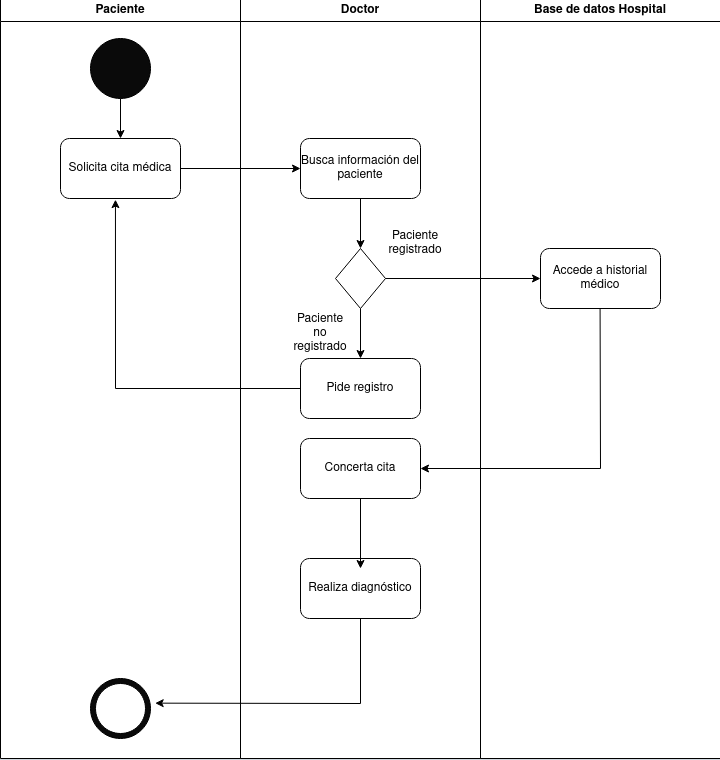 Paciente
Doctor
Base de datos Hospital
Solicita cita médica
Busca información del
paciente
Paciente
registrado
Accede a historial
médico
Paciente
no
registrado
Pide registro
Concerta cita
Realiza diagnóstico